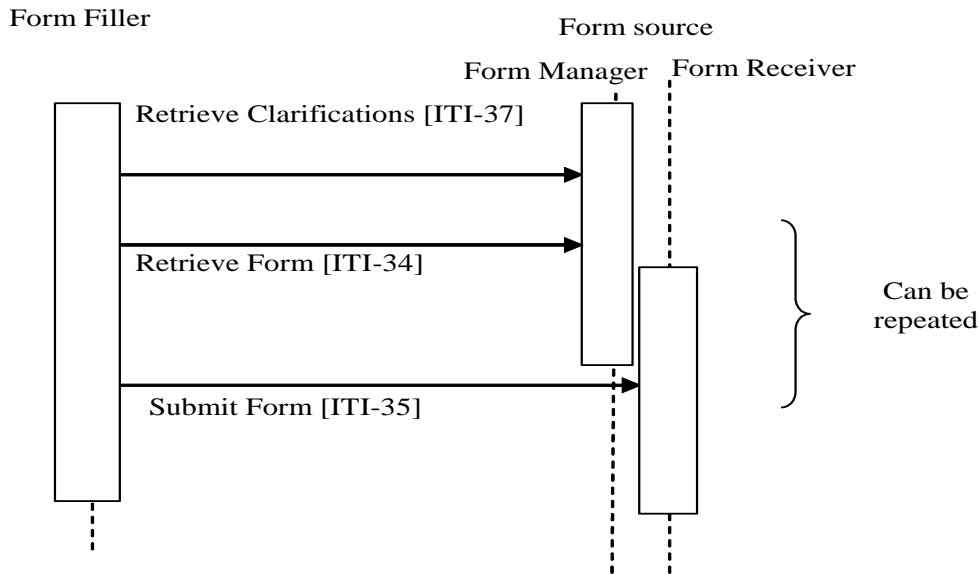 Form Filler
Form source
Form Manager
Form Receiver
Retrieve Clarifications [ITI-37]
Retrieve Form [ITI-34]
Can be
repeated
Submit Form [ITI-35]